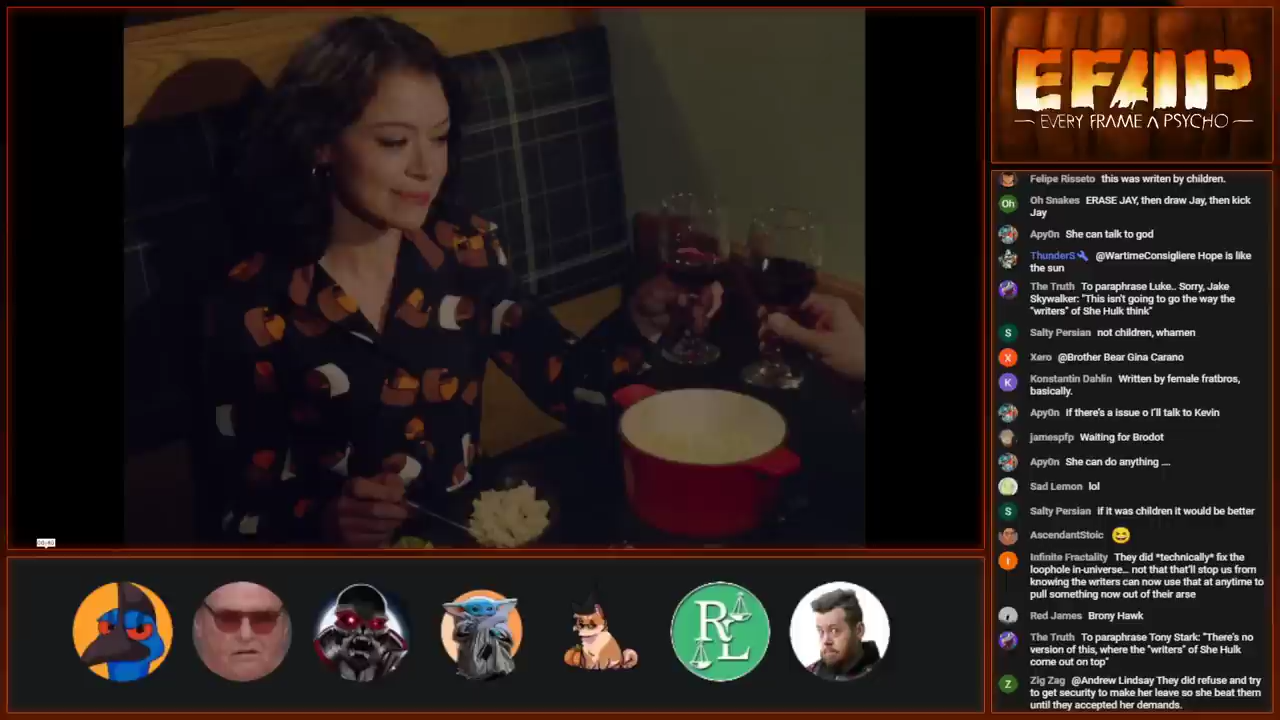 EFAP
EVERY FRAME A PSYCHO
Felipe Risseto this was writen by children.
Oh Snakes ERASE JAY, then draw Jay, then kick
Jay
Apy0n She can talk to god
ThunderS @WartimeConsigliere Hope is like
the sun
The Truth To paraphrase Luke.. Sorry, Jake
Skywalker: "This isn't going to go the way the
"writers" of She Hulk think"
Salty Persian not children, whamen
Xero @Brother Bear Gina Carano
Konstantin Dahlin Written by female fratbros,
basically.
Apy0n If there's a issue o I'll talk to Kevin
jamespfp Waiting for Brodot
Apy0n She can do anything ....
Sad Lemon lol
Salty Persian if it was children it would be better
AscendantStoic
Infinite Fractality They did *technically* fix the
loophole in-universe... not that that'll stop us from
knowing the writers can now use that at anytime to
pull something now out of their arse
Red James Brony Hawk
The Truth To paraphrase Tony Stark: "There's no
version of this, where the "writers" of She Hulk
come out on top"
Zig Zag @Andrew Lindsay They did refuse and try
to get security to make her leave so she beat them
until they accepted her demands.
Oh
S
X
K
S
I
Z
RL